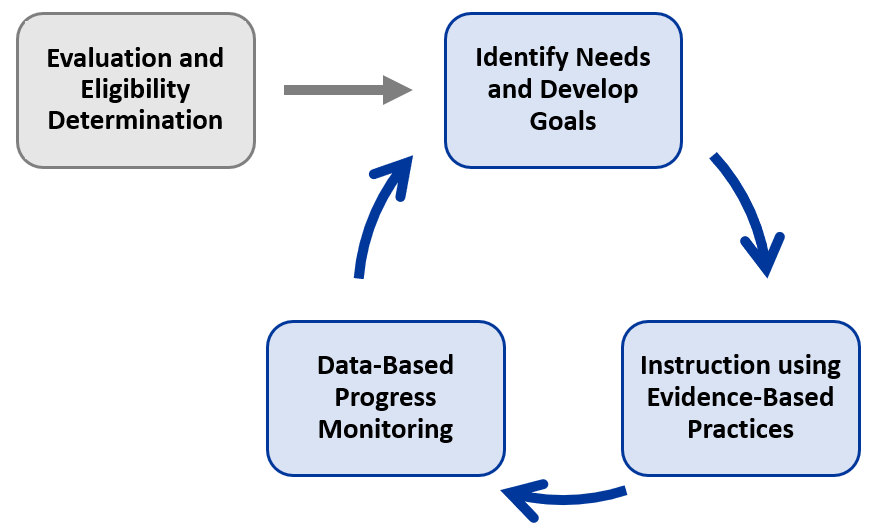 Evaluation and
Eligibility
Determination
Identify Needs
and Develop
Goals
Data-Based
Progress
Monitoring
Instruction using
Evidence-Based
Practices